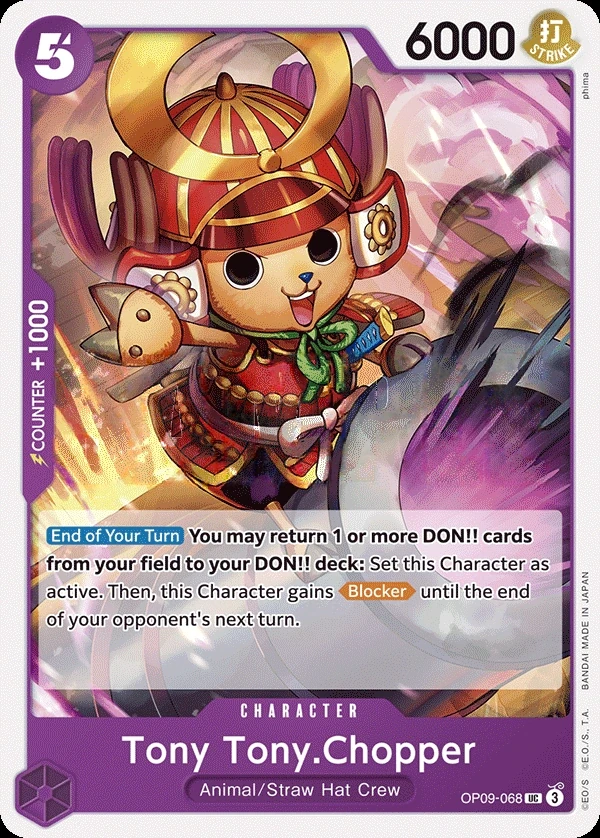 5
6000
打
STRIKE
phima
COUNTER +1000
End of Your Turn You may return 1 or more DON!! cards
from your field to your DON!! deck: Set this Character as
active. Then, this Character gains Blocker until the end
of your opponent's next turn.
CHARACTER
Tony Tony.Chopper
Animal/Straw Hat Crew
OP09-068 UC 3
©EO/S ©E.O./S., T.A. BANDAI MADE IN JAPAN